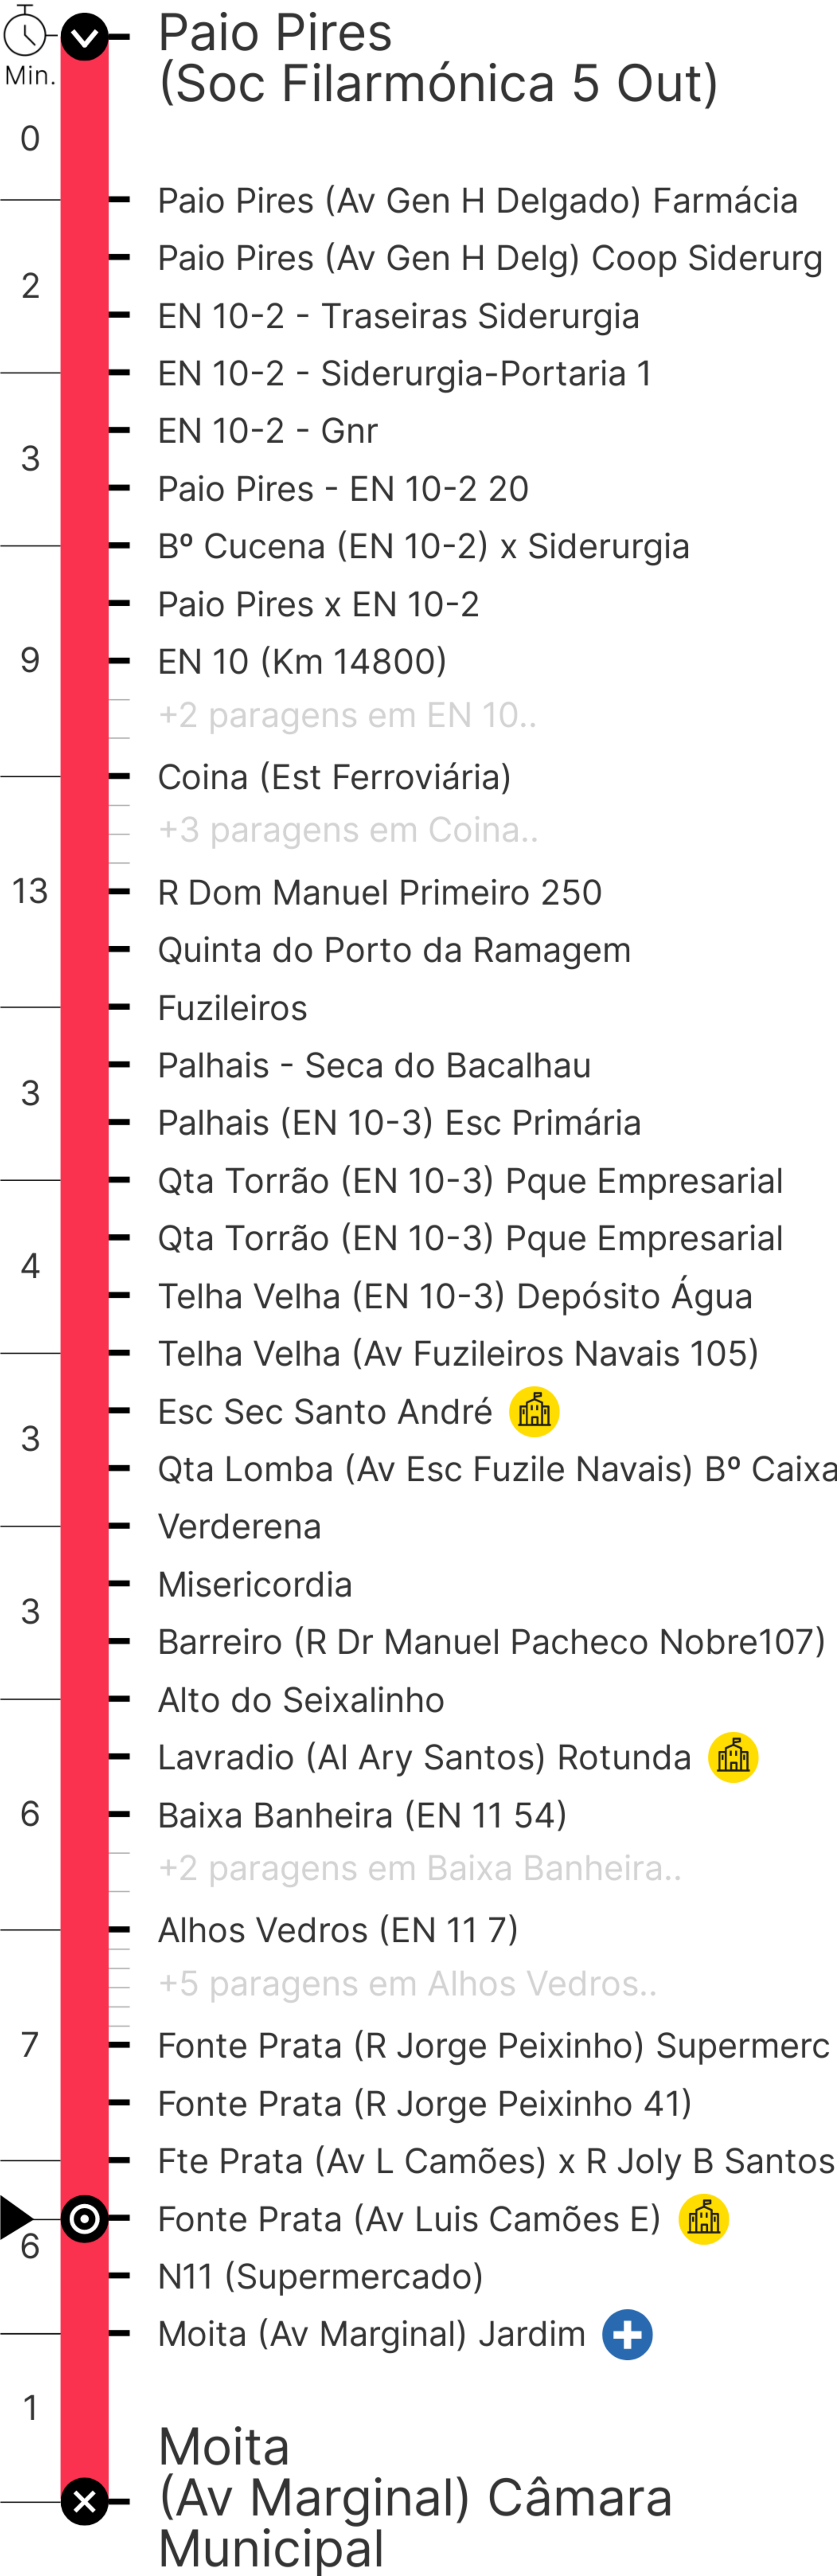 Paio Pires
(Soc Filarmónica 5 Out)
Min.
0
Paio Pires (Av Gen H Delgado) Farmácia
Paio Pires (Av Gen H Delg) Coop Siderurg
2
EN 10-2 - Traseiras Siderurgia
EN 10-2 - Siderurgia-Portaria 1
EN 10-2 - Gnr
3
Paio Pires - EN 10-2 20
Bº Cucena (EN 10-2) x Siderurgia
Paio Pires x EN 10-2
9
EN 10 (Km 14800)
+2 paragens em EN 10..
Coina (Est Ferroviária)
+3 paragens em Coina..
13
R Dom Manuel Primeiro 250
Quinta do Porto da Ramagem
Fuzileiros
Palhais - Seca do Bacalhau
3
Palhais (EN 10-3) Esc Primária
Qta Torrão (EN 10-3) Pque Empresarial
Qta Torrão (EN 10-3) Pque Empresarial
4
Telha Velha (EN 10-3) Depósito Água
Telha Velha (Av Fuzileiros Navais 105)
Esc Sec Santo André
3
Qta Lomba (Av Esc Fuzile Navais) Bº Caixa
Verderena
Misericordia
3
Barreiro (R Dr Manuel Pacheco Nobre107)
Alto do Seixalinho
Lavradio (Al Ary Santos) Rotunda
6
Baixa Banheira (EN 11 54)
+2 paragens em Baixa Banheira..
Alhos Vedros (EN 11 7)
+5 paragens em Alhos Vedros..
7
Fonte Prata (R Jorge Peixinho) Supermerc
Fonte Prata (R Jorge Peixinho 41)
Fte Prata (Av L Camões) x R Joly B Santos
Fonte Prata (Av Luis Camões E)
6
N11 (Supermercado)
Moita (Av Marginal) Jardim
1
Moita
(Av Marginal) Câmara
Municipal